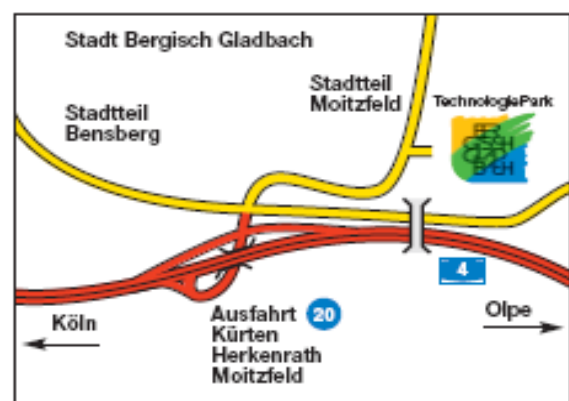 Stadt Bergisch Gladbach
Stadtteil
Moitzfeld
TechnologiePark
Stadtteil
Bensberg
4
Köln
Ausfahrt 20
Kürten
Herkenrath
Moitzfeld
Olpe